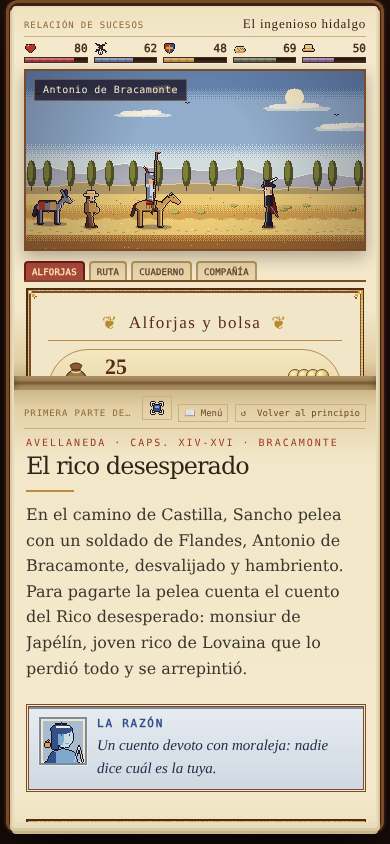 RELACIÓN DE SUCESOS
El ingenioso hidalgo
80 62 48 69 50
Antonio de Bracamonte
ALFORJAS RUTA CUADERNO COMPAÑÍA
Alforjas y bolsa
25
PRIMERA PARTE DE… Menú Volver al principio
AVELLANEDA · CAPS. XIV-XVI · BRACAMONTE
El rico desesperado
En el camino de Castilla, Sancho pelea
con un soldado de Flandes, Antonio de
Bracamonte, desvalijado y hambriento.
Para pagarte la pelea cuenta el cuento
del Rico desesperado: monsiur de
Japélín, joven rico de Lovaina que lo
perdió todo y se arrepintió.
LA RAZÓN
Un cuento devoto con moraleja: nadie
dice cuál es la tuya.